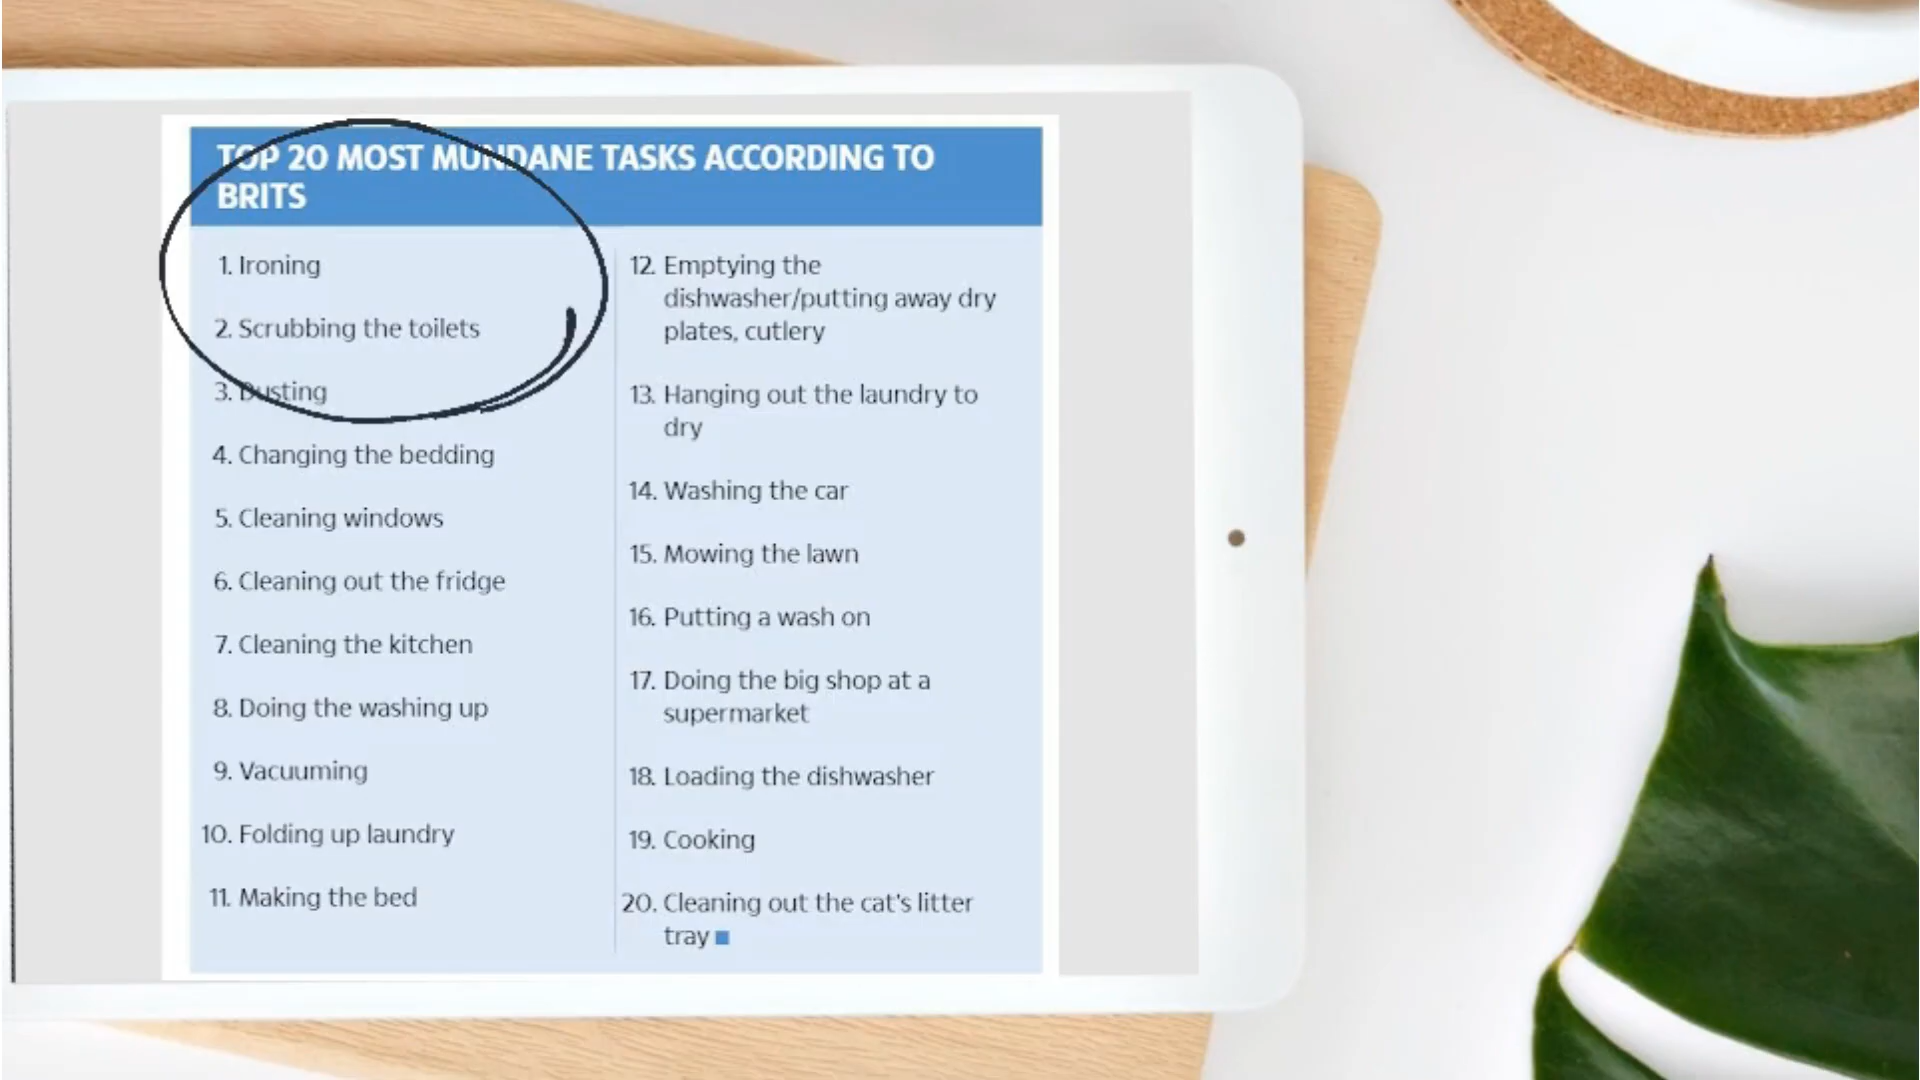 TOP 20 MOST MUNDANE TASKS ACCORDING TO
BRITS
1. Ironing
2. Scrubbing the toilets
3. Dusting
4. Changing the bedding
5. Cleaning windows
6. Cleaning out the fridge
7. Cleaning the kitchen
8. Doing the washing up
9. Vacuuming
10. Folding up laundry
11. Making the bed
12. Emptying the
dishwasher/putting away dry
plates, cutlery
13. Hanging out the laundry to
dry
14. Washing the car
15. Mowing the lawn
16. Putting a wash on
17. Doing the big shop at a
supermarket
18. Loading the dishwasher
19. Cooking
20. Cleaning out the cat's litter
tray